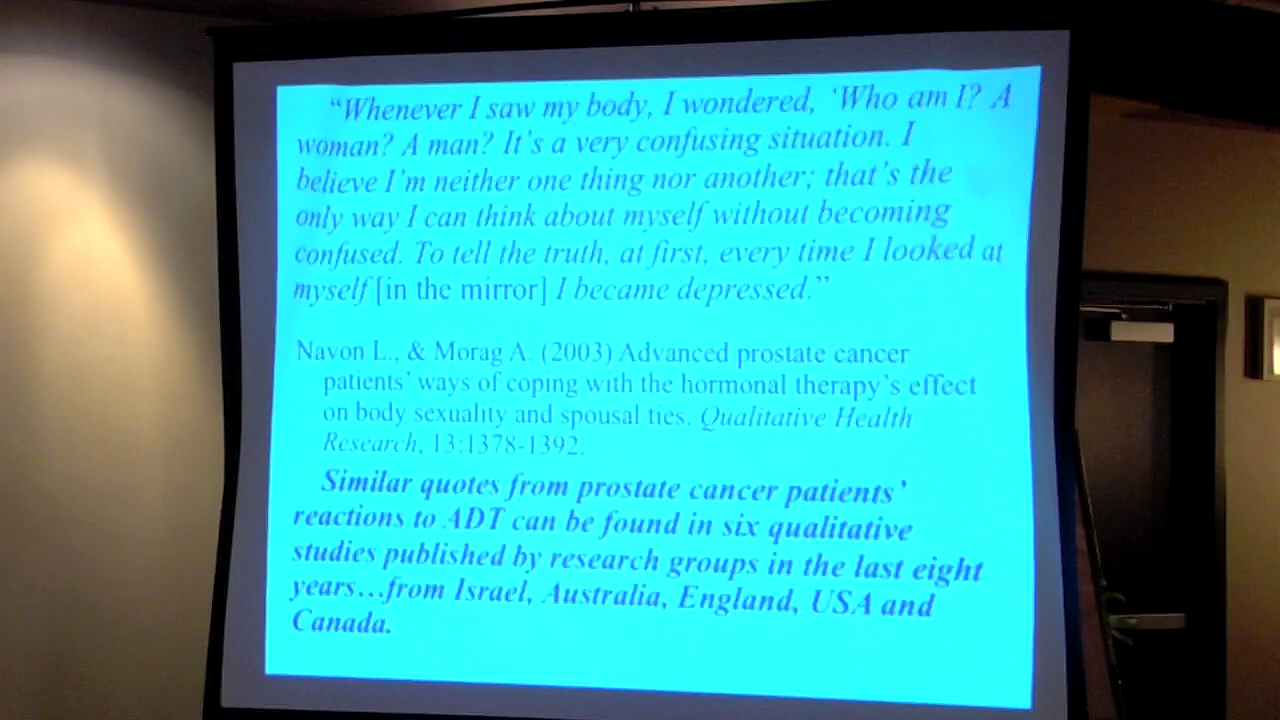 “Whenever I saw my body, I wondered, ‘Who am I? A
woman? A man? It’s a very confusing situation. I
believe I’m neither one thing nor another; that’s the
only way I can think about myself without becoming
confused. To tell the truth, at first, every time I looked at
myself [in the mirror] I became depressed.”
Navon L., & Morag A. (2003) Advanced prostate cancer
patients’ ways of coping with the hormonal therapy’s effect
on body sexuality and spousal ties. Qualitative Health
Research, 13:1378-1392.
Similar quotes from prostate cancer patients’
reactions to ADT can be found in six qualitative
studies published by research groups in the last eight
years…from Israel, Australia, England, USA and
Canada.